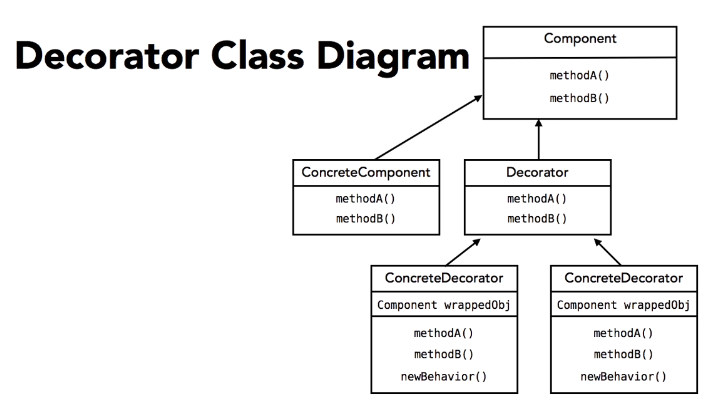 Decorator Class Diagram
Component
methodA()
methodB()
ConcreteComponent
methodA()
methodB()
Decorator
methodA()
methodB()
ConcreteDecorator
Component wrappedObj
methodA()
methodB()
newBehavior()
ConcreteDecorator
Component wrappedObj
methodA()
methodB()
newBehavior()